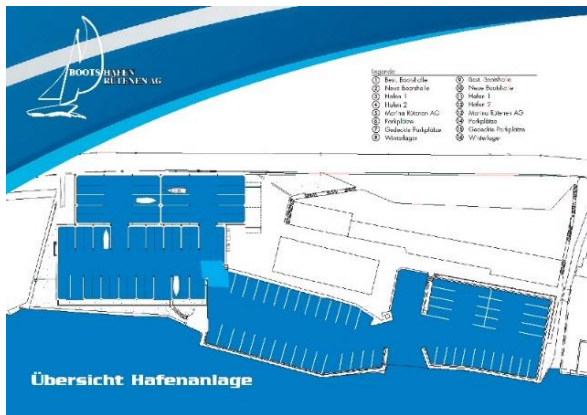 BOOTSHAFEN
RÜTENEN AG
Legende
1 Best. Bootshalle
2 Neue Bootshalle
3 Hafen 1
4 Hafen 2
5 Marina Rütenen AG
6 Parkplätze
7 Gedeckte Parkplätze
8 Winterlager
9 Best. Bootshalle
10 Neue Bootshalle
11 Hafen 1
12 Hafen 2
13 Marina Rütenen AG
14 Parkplätze
15 Gedeckte Parkplätze
16 Winterlager
Übersicht Hafenanlage